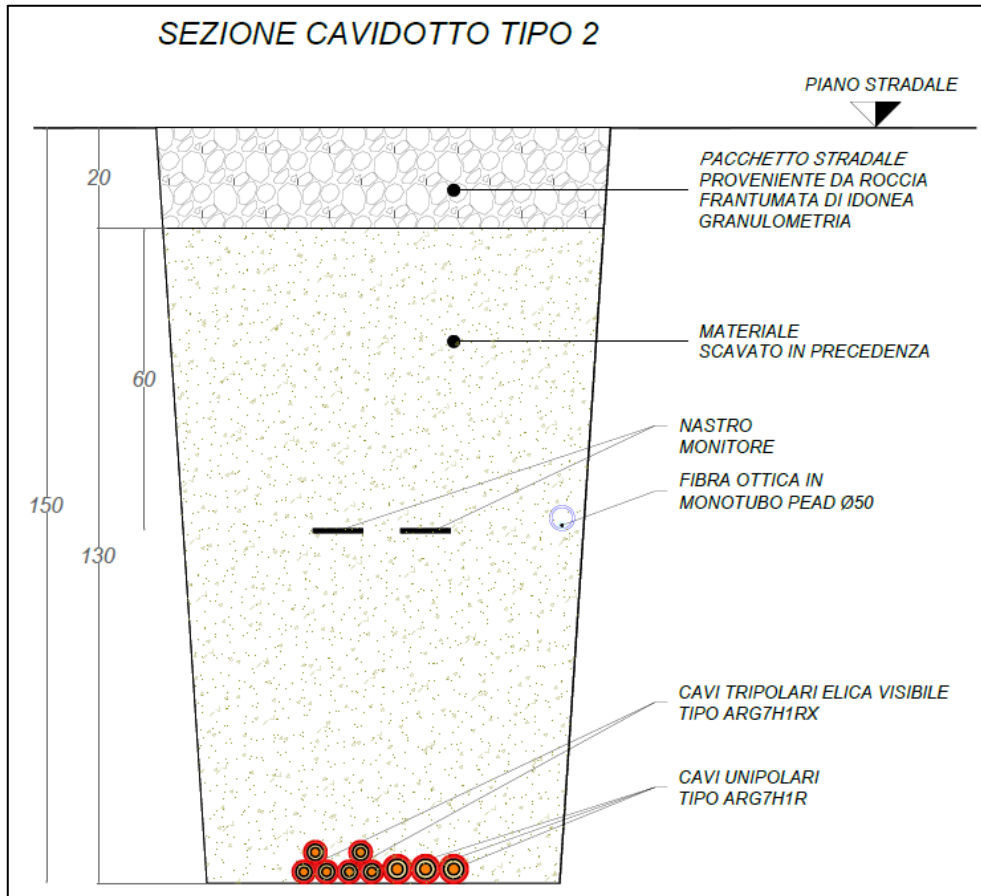 SEZIONE CAVIDOTTO TIPO 2
PIANO STRADALE
PACCHETTO STRADALE
PROVENIENTE DA ROCCIA
FRANTUMATA DI IDONEA
GRANULOMETRIA
20
MATERIALE
SCAVATO IN PRECEDENZA
60
NASTRO
MONITORE
FIBRA OTTICA IN
MONOTUBO PEAD Ø50
150
130
CAVI TRIPOLARI ELICA VISIBILE
TIPO ARG7H1RX
CAVI UNIPOLARI
TIPO ARG7H1R